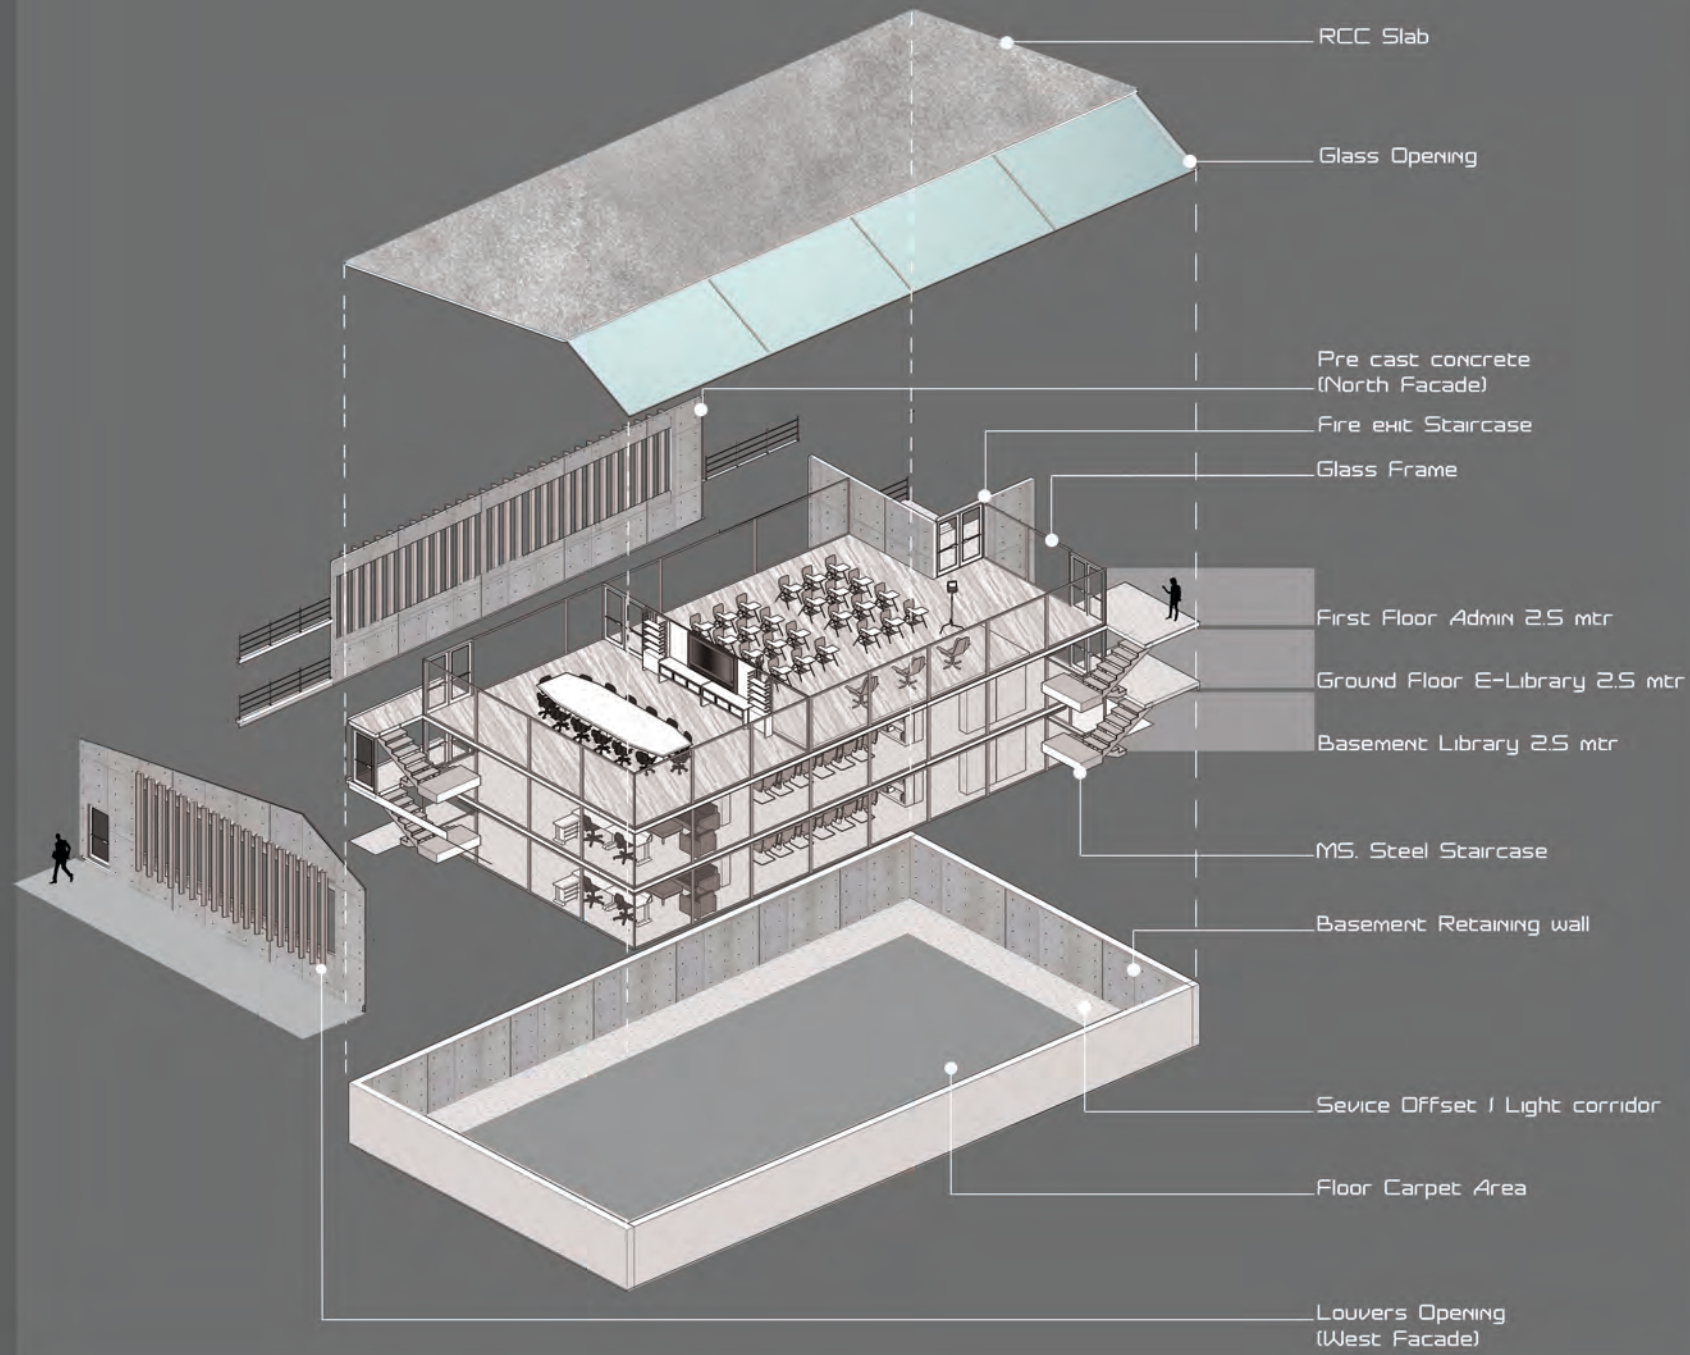 RCC Slab
Glass Opening
Pre cast concrete
(North Facade)
Fire exit Staircase
Glass Frame
First Floor Admin 2.5 mtr
Ground Floor E-Library 2.5 mtr
Basement Library 2.5 mtr
MS. Steel Staircase
Basement Retaining wall
Sevice Offset / Light corridor
Floor Carpet Area
Louvers Opening
(West Facade)